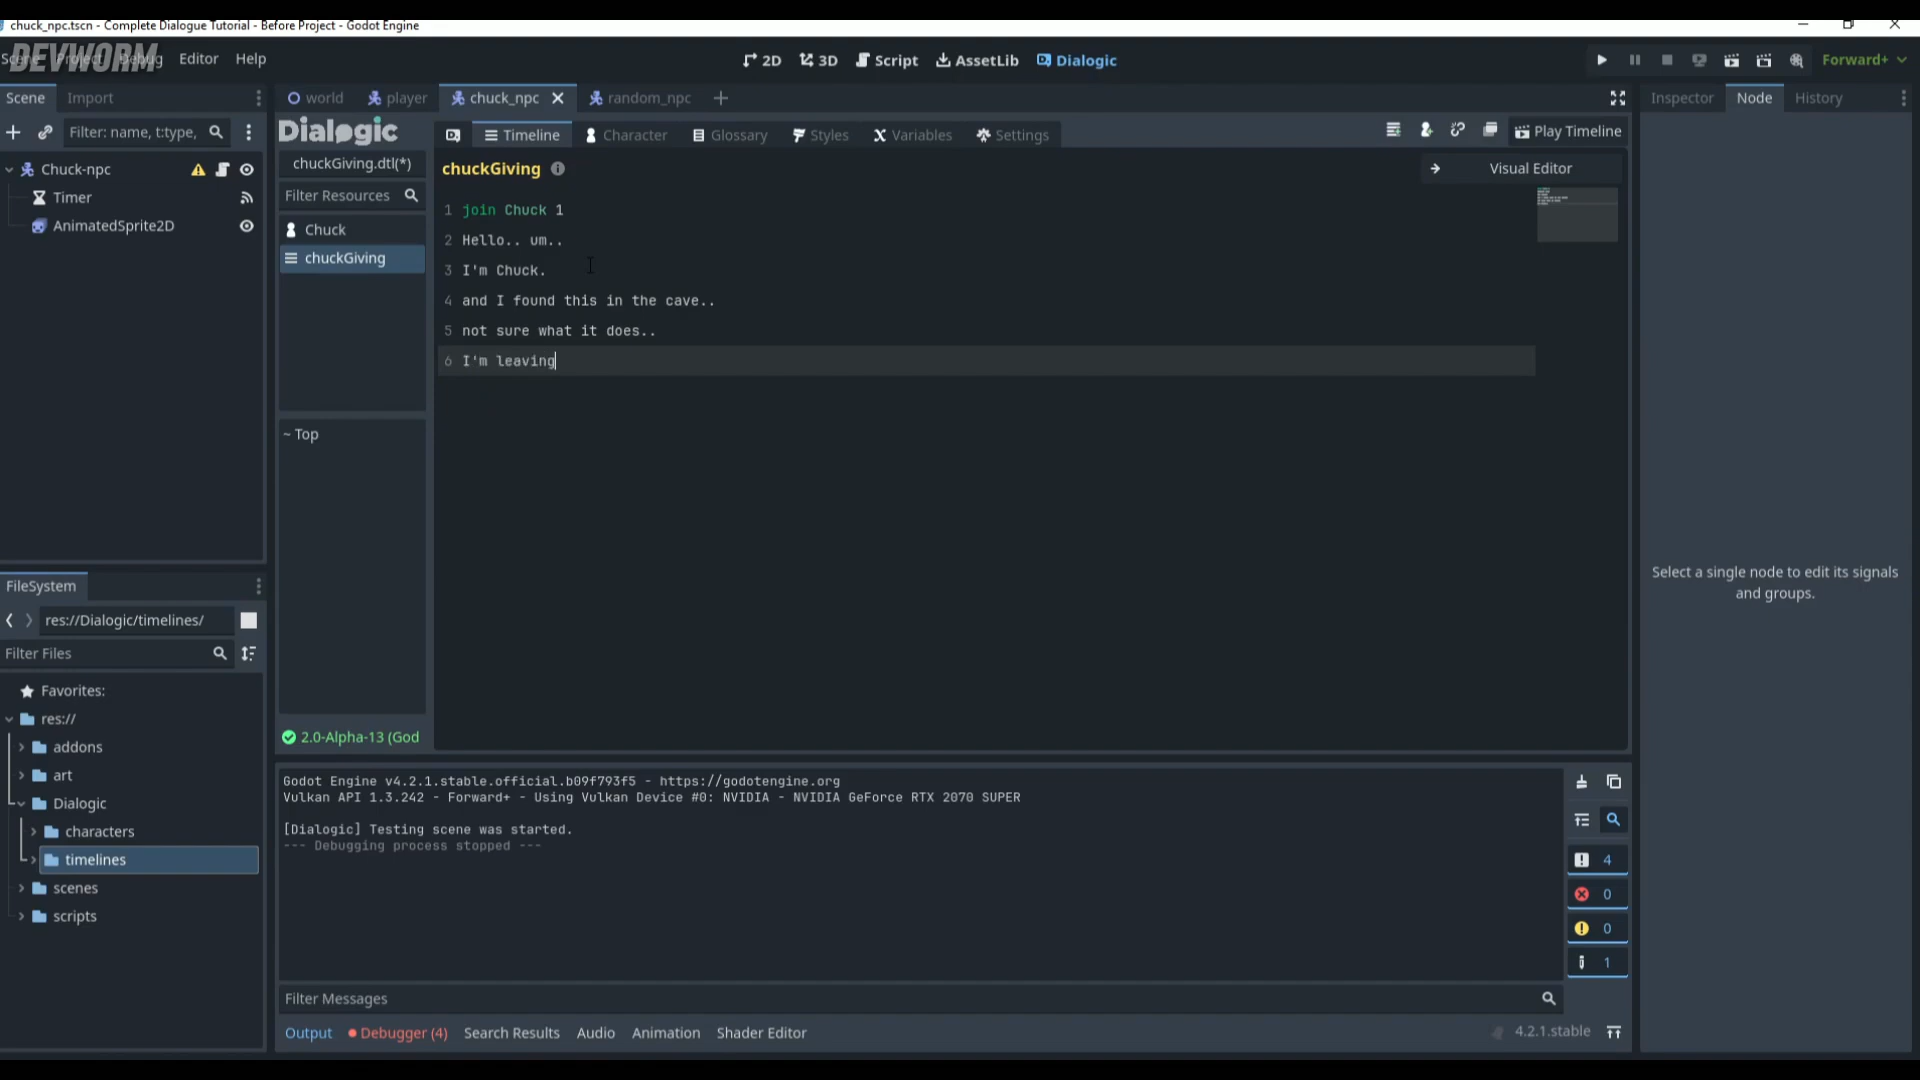 chuck_npc.tscn - Complete Dialogue Tutorial - Before Project - Godot Engine
DEVWORM
Scene Project Debug Editor Help
2D 3D Script AssetLib Dialogic
Forward+
Scene Import
world player chuck_npc random_npc
Inspector Node History
Filter: name, t:type,
Dialogic
Timeline Character Glossary Styles Variables Settings
Play Timeline
Chuck-npc
Timer
AnimatedSprite2D
chuckGiving.dtl(*)
Filter Resources
Chuck
chuckGiving
~ Top
2.0-Alpha-13 (God
chuckGiving
Visual Editor
1 join Chuck 1
2 Hello.. um..
3 I'm Chuck.
4 and I found this in the cave..
5 not sure what it does..
6 I'm leaving
Select a single node to edit its signals
and groups.
FileSystem
res://Dialogic/timelines/
Filter Files
Favorites:
res://
addons
art
Dialogic
characters
timelines
scenes
scripts
Godot Engine v4.2.1.stable.official.b09f793f5 - https://godotengine.org
Vulkan API 1.3.242 - Forward+ - Using Vulkan Device #0: NVIDIA - NVIDIA GeForce RTX 2070 SUPER
[Dialogic] Testing scene was started.
--- Debugging process stopped ---
4
0
0
1
Filter Messages
Output Debugger (4) Search Results Audio Animation Shader Editor
4.2.1.stable